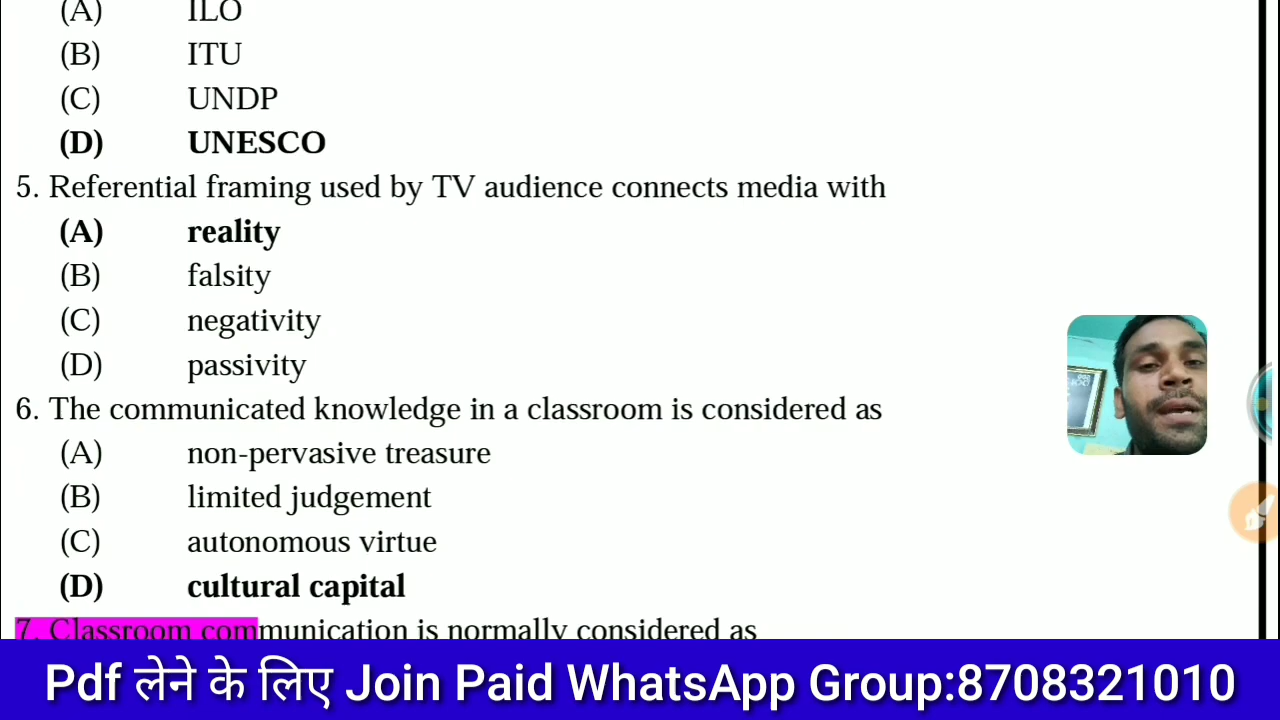 (A) ILO
(B) ITU
(C) UNDP
(D) UNESCO
5. Referential framing used by TV audience connects media with
(A) reality
(B) falsity
(C) negativity
(D) passivity
6. The communicated knowledge in a classroom is considered as
(A) non-pervasive treasure
(B) limited judgement
(C) autonomous virtue
(D) cultural capital
7. Classroom communication is normally considered as
Pdf लेने के लिए Join Paid WhatsApp Group:8708321010